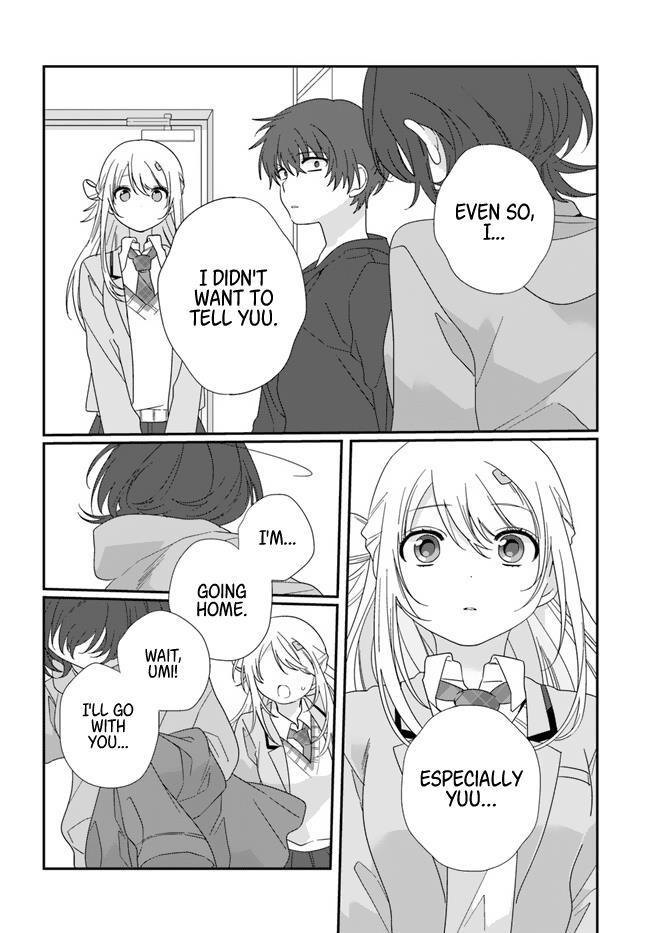 EVEN SO,
I...
I DIDN'T
WANT TO
TELL YUU.
ESPECIALLY
YUU...
I'M...
GOING
HOME.
WAIT,
UMI!
I'LL GO
WITH
YOU...